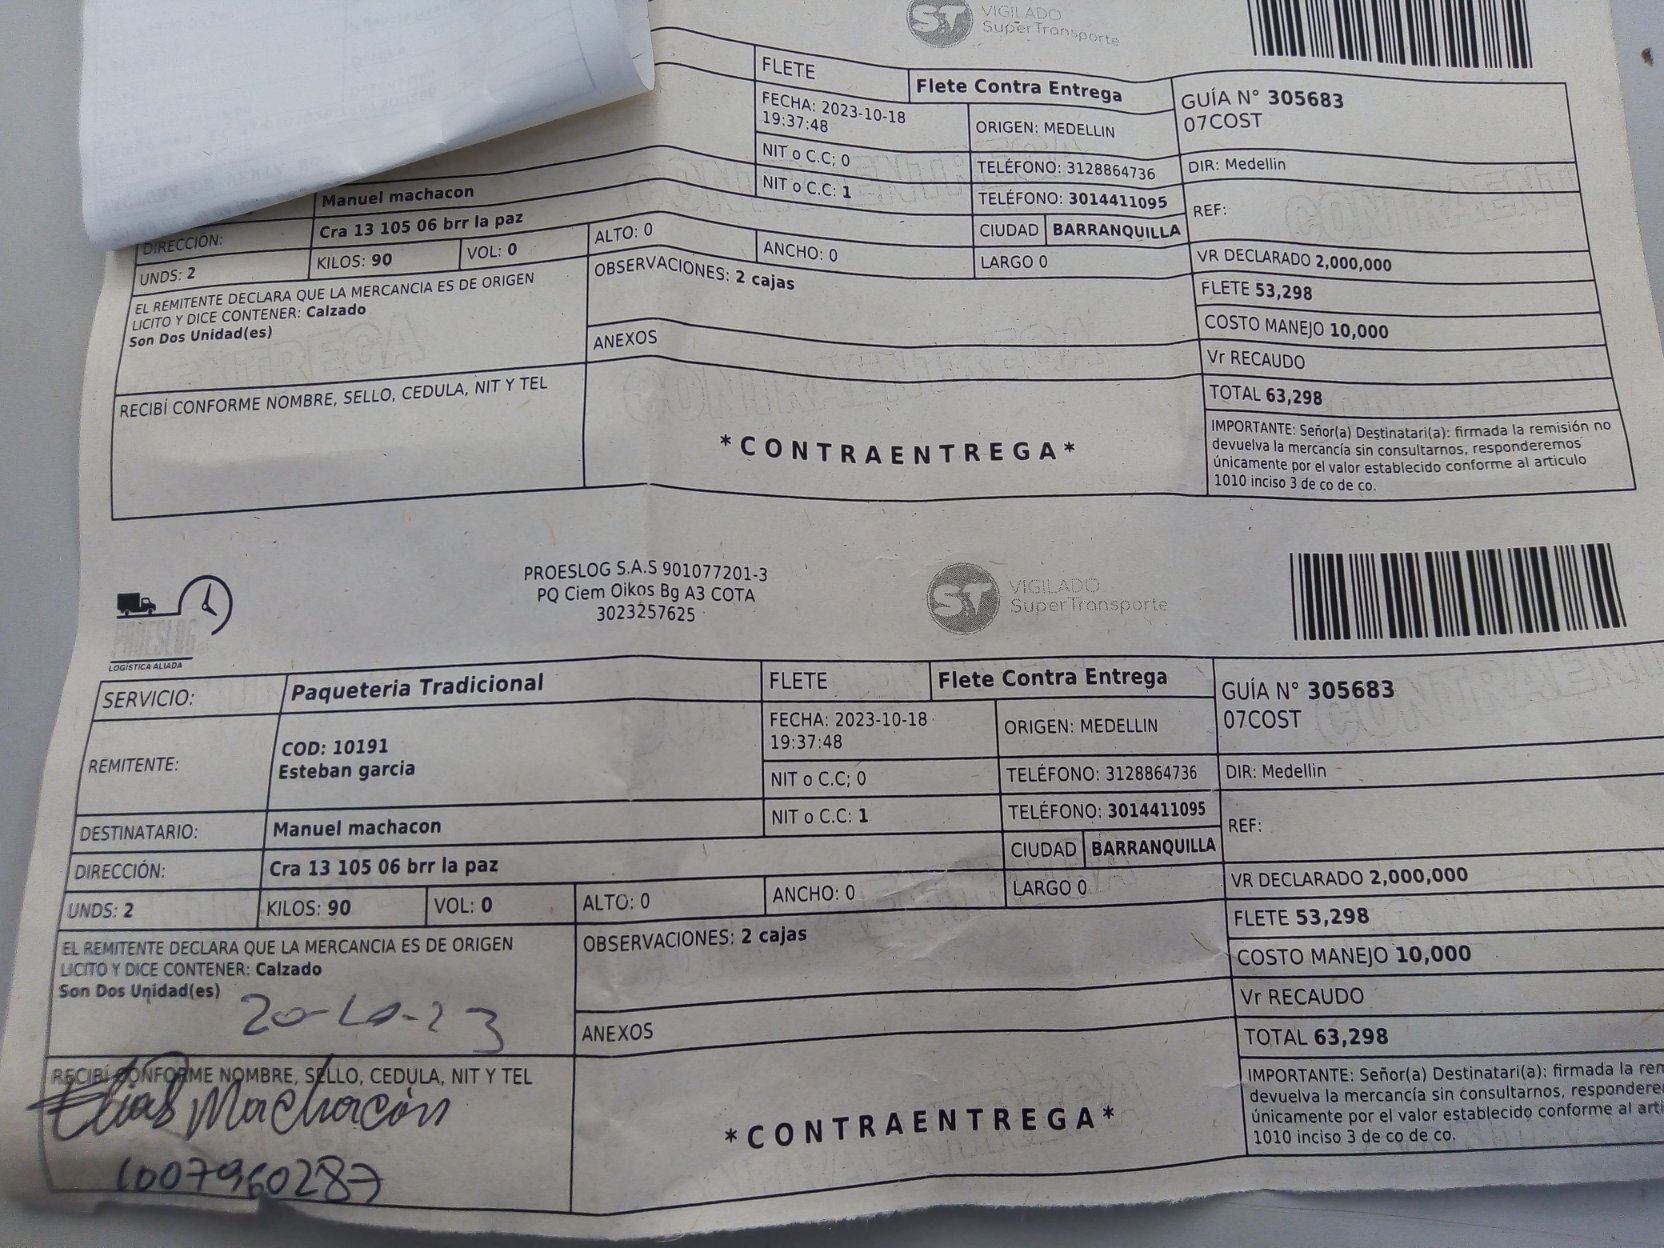 VIGILADO
SuperTransporte
FLETE
Flete Contra Entrega
GUÍA N° 305683
07COST
FECHA: 2023-10-18
19:37:48
ORIGEN: MEDELLIN
NIT o C.C; 0
TELÉFONO: 3128864736
DIR: Medellin
Manuel machacon
NIT o C.C: 1
TELÉFONO: 3014411095
REF:
DIRECCIÓN:
Cra 13 105 06 brr la paz
CIUDAD
BARRANQUILLA
UNDS: 2
KILOS: 90
VOL: 0
ALTO: 0
ANCHO: 0
LARGO 0
VR DECLARADO 2,000,000
EL REMITENTE DECLARA QUE LA MERCANCIA ES DE ORIGEN
LICITO Y DICE CONTENER: Calzado
Son Dos Unidad(es)
OBSERVACIONES: 2 cajas
FLETE 53,298
COSTO MANEJO 10,000
ANEXOS
Vr RECAUDO
TOTAL 63,298
RECIBÍ CONFORME NOMBRE, SELLO, CEDULA, NIT Y TEL
*CONTRAENTREGA*
IMPORTANTE: Señor(a) Destinatari(a): firmada la remisión no
devuelva la mercancía sin consultarnos, responderemos
únicamente por el valor establecido conforme al articulo
1010 inciso 3 de co de co.
PROESLOG
LOGÍSTICA ALIADA
PROESLOG S.A.S 901077201-3
PQ Ciem Oikos Bg A3 COTA
3023257625
ST
VIGILADO
SuperTransporte
SERVICIO:
Paqueteria Tradicional
FLETE
Flete Contra Entrega
GUÍA N° 305683
07COST
REMITENTE:
COD: 10191
Esteban garcia
FECHA: 2023-10-18
19:37:48
ORIGEN: MEDELLIN
NIT o C.C; 0
TELÉFONO: 3128864736
DIR: Medellin
DESTINATARIO:
Manuel machacon
NIT o C.C: 1
TELÉFONO: 3014411095
REF:
DIRECCIÓN:
Cra 13 105 06 brr la paz
CIUDAD
BARRANQUILLA
UNDS: 2
KILOS: 90
VOL: 0
ALTO: 0
ANCHO: 0
LARGO 0
VR DECLARADO 2,000,000
EL REMITENTE DECLARA QUE LA MERCANCIA ES DE ORIGEN
LICITO Y DICE CONTENER: Calzado
Son Dos Unidad(es)
20-10-23
OBSERVACIONES: 2 cajas
FLETE 53,298
COSTO MANEJO 10,000
ANEXOS
Vr RECAUDO
TOTAL 63,298
RECIBÍ CONFORME NOMBRE, SELLO, CEDULA, NIT Y TEL
Elias Machacón
1007960287
*CONTRAENTREGA*
IMPORTANTE: Señor(a) Destinatari(a): firmada la rem
devuelva la mercancía sin consultarnos, respondere
únicamente por el valor establecido conforme al arti
1010 inciso 3 de co de co.